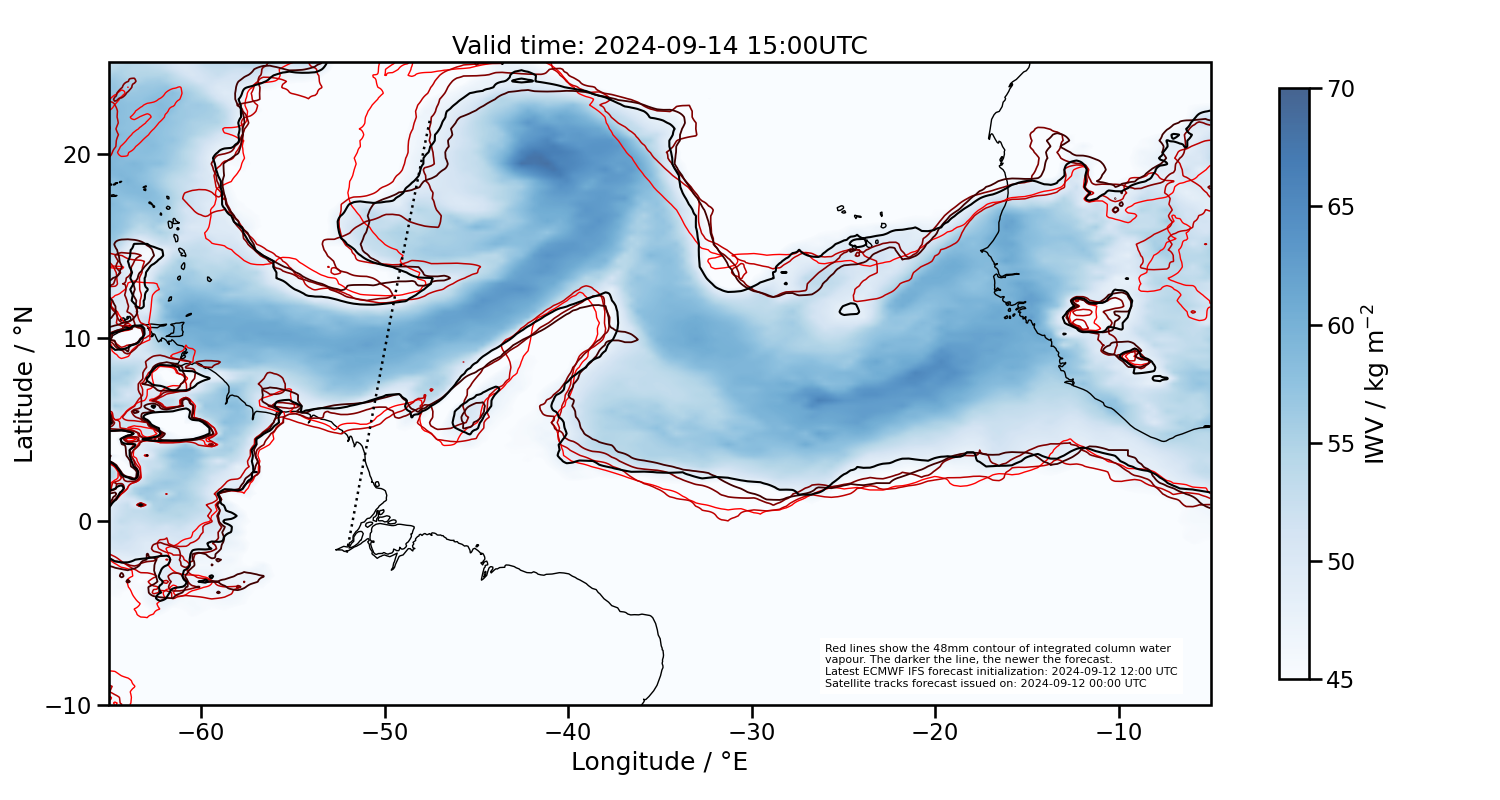 Valid time: 2024-09-14 15:00UTC
70
65
60
55
50
45
IWV / kg m⁻²
20
10
0
−10
Latitude / °N
Red lines show the 48mm contour of integrated column water
vapour. The darker the line, the newer the forecast.
Latest ECMWF IFS forecast initialization: 2024-09-12 12:00 UTC
Satellite tracks forecast issued on: 2024-09-12 00:00 UTC
−60
−50
−40
−30
−20
−10
Longitude / °E